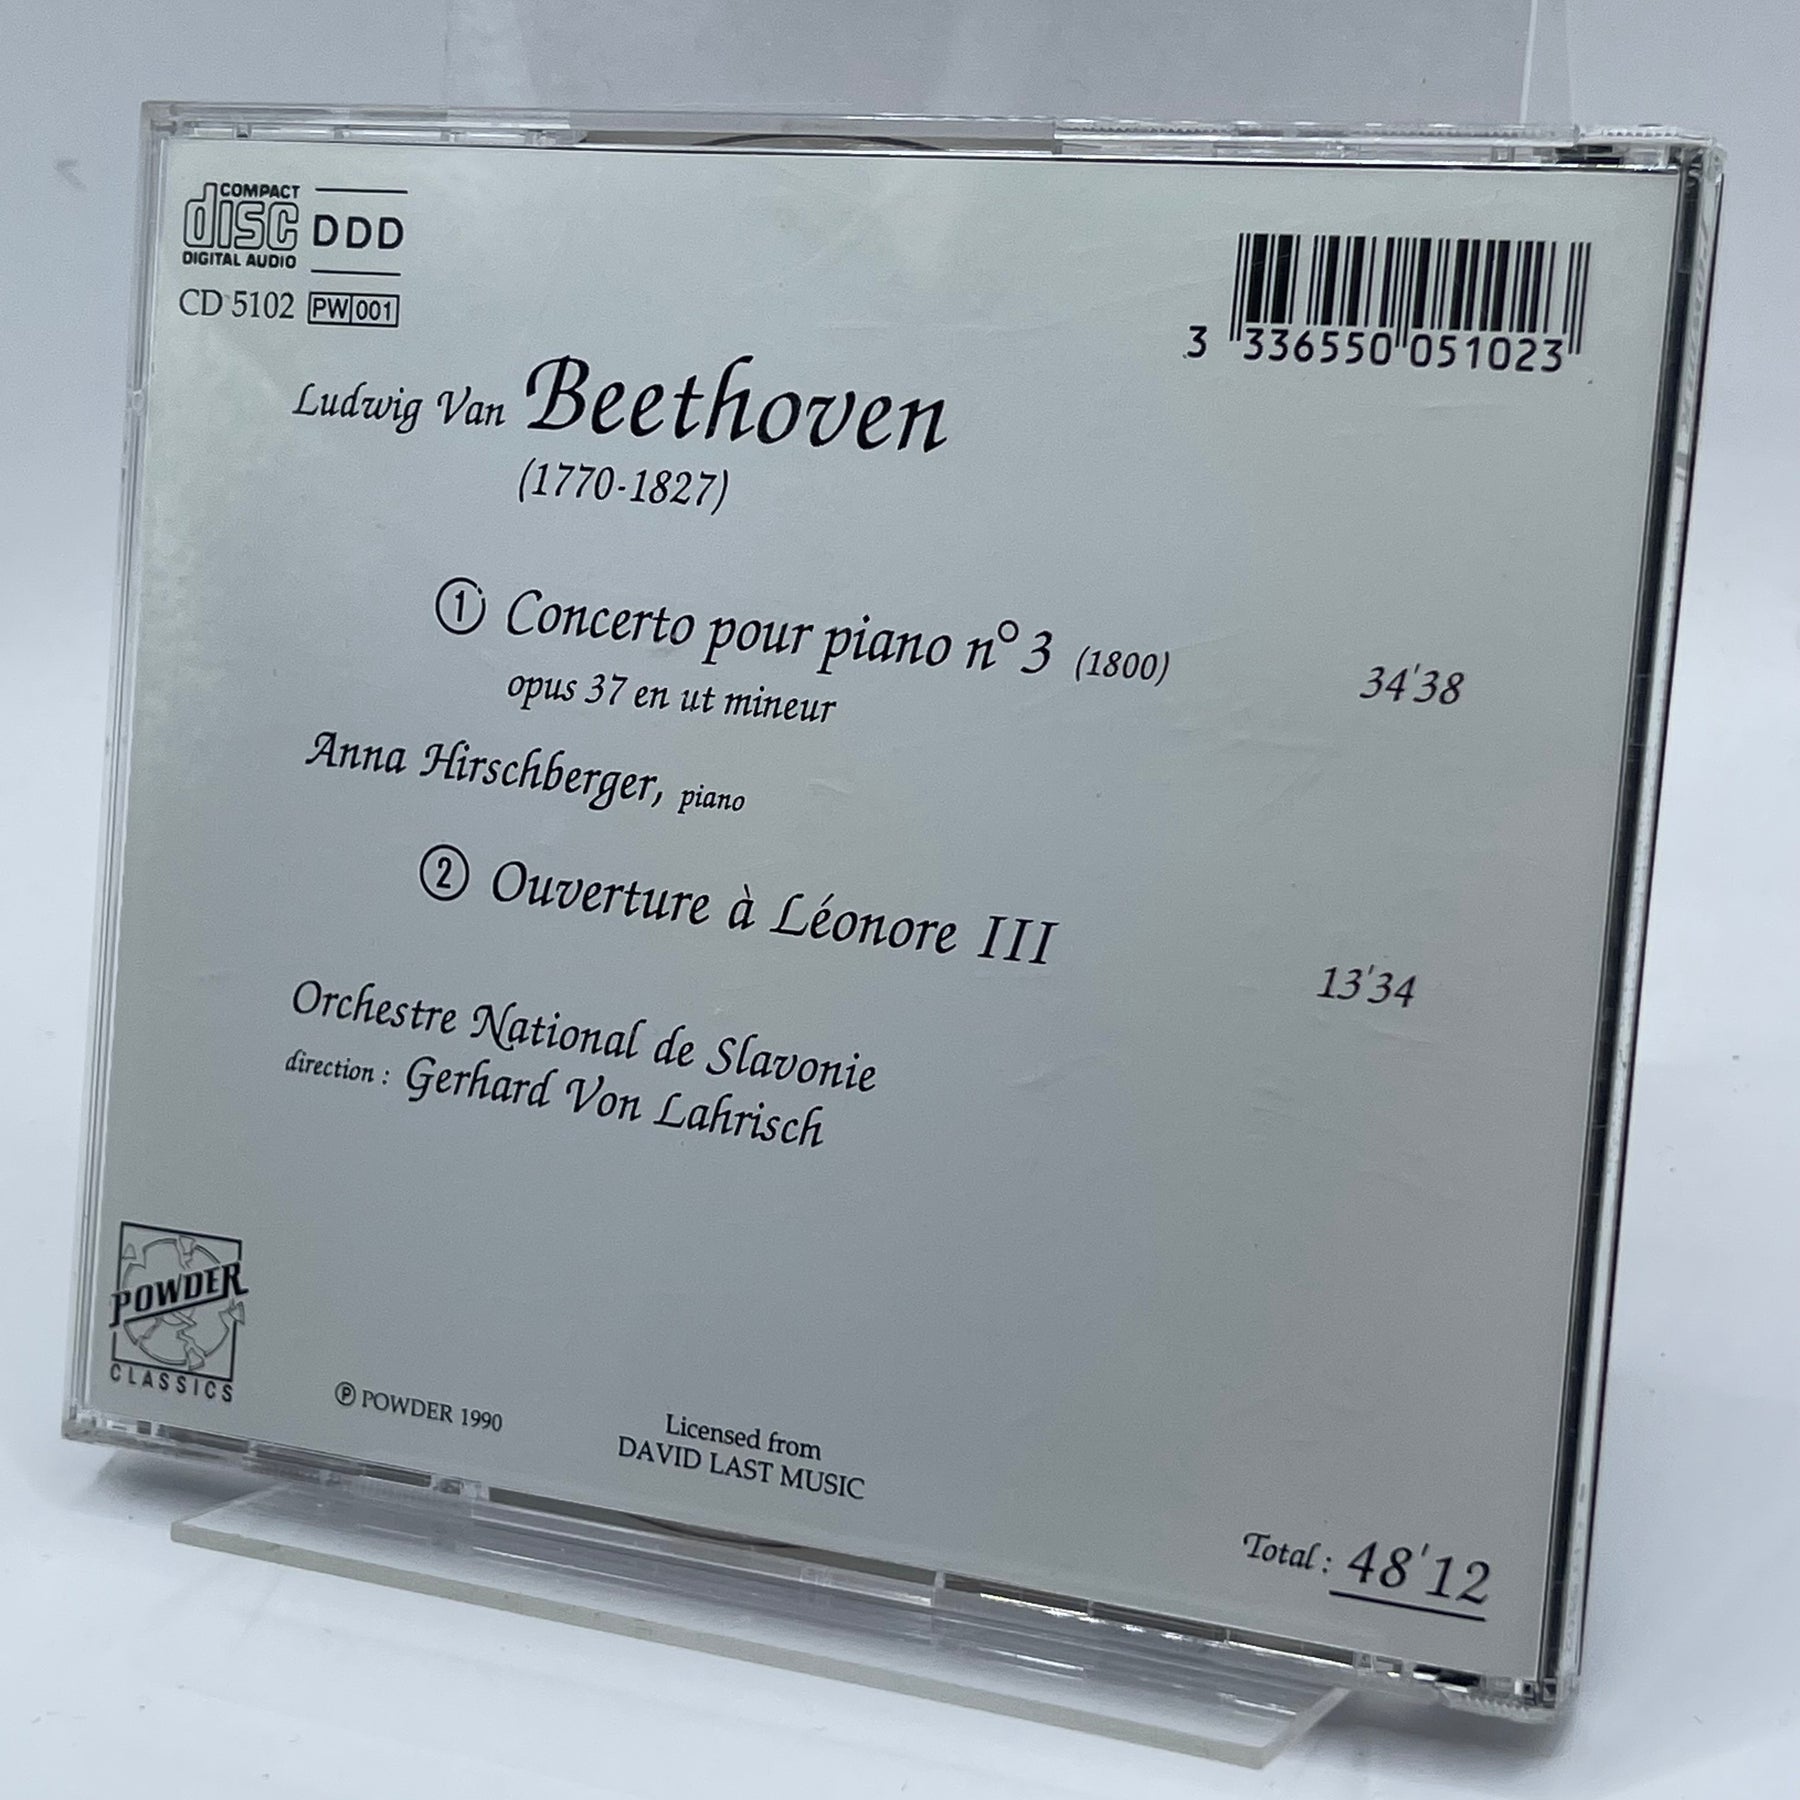 COMPACT
disc DDD
DIGITAL AUDIO
CD 5102 PW 001
3 336550 051023
Ludwig Van Beethoven
(1770-1827)
1 Concerto pour piano n° 3 (1800) 34'38
opus 37 en ut mineur
Anna Hirschberger, piano
2 Ouverture à Léonore III 13'34
Orchestre National de Slavonie
direction : Gerhard Von Lahrisch
POWDER
CLASSICS
℗ POWDER 1990
Licensed from
DAVID LAST MUSIC
Total : 48'12